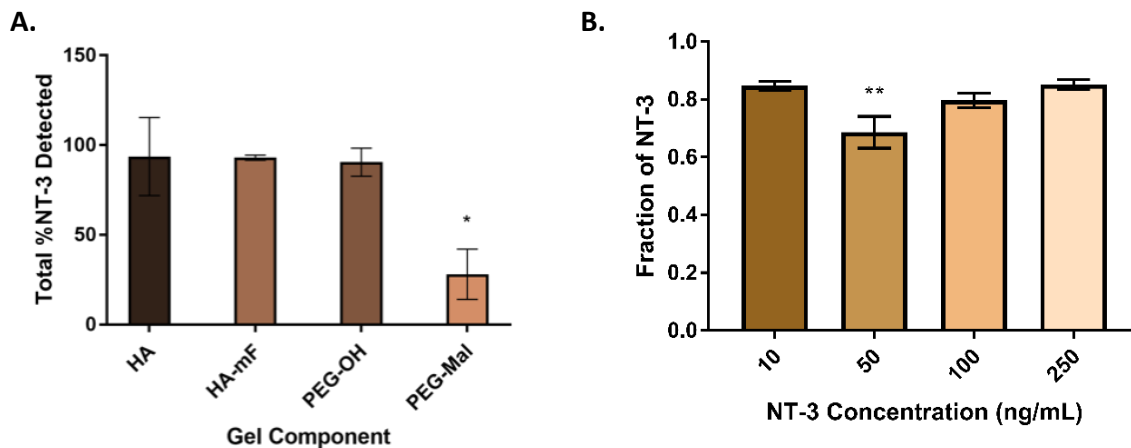 A.
150
100
50
0
Total %NT-3 Detected
*
HA
HA-mF
PEG-OH
PEG-Mal
Gel Component
B.
1.0
0.8
0.6
0.4
0.2
0.0
Fraction of NT-3
**
10
50
100
250
NT-3 Concentration (ng/mL)